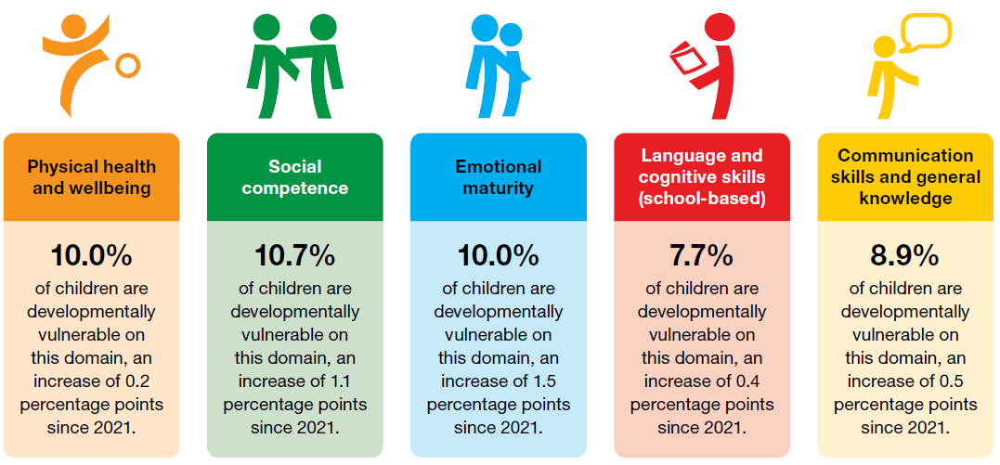 Physical health
and wellbeing
10.0%
of children are
developmentally
vulnerable on
this domain, an
increase of 0.2
percentage points
since 2021.
Social
competence
10.7%
of children are
developmentally
vulnerable on
this domain, an
increase of 1.1
percentage points
since 2021.
Emotional
maturity
10.0%
of children are
developmentally
vulnerable on
this domain, an
increase of 1.5
percentage points
since 2021.
Language and
cognitive skills
(school-based)
7.7%
of children are
developmentally
vulnerable on
this domain, an
increase of 0.4
percentage points
since 2021.
Communication
skills and general
knowledge
8.9%
of children are
developmentally
vulnerable on
this domain, an
increase of 0.5
percentage points
since 2021.